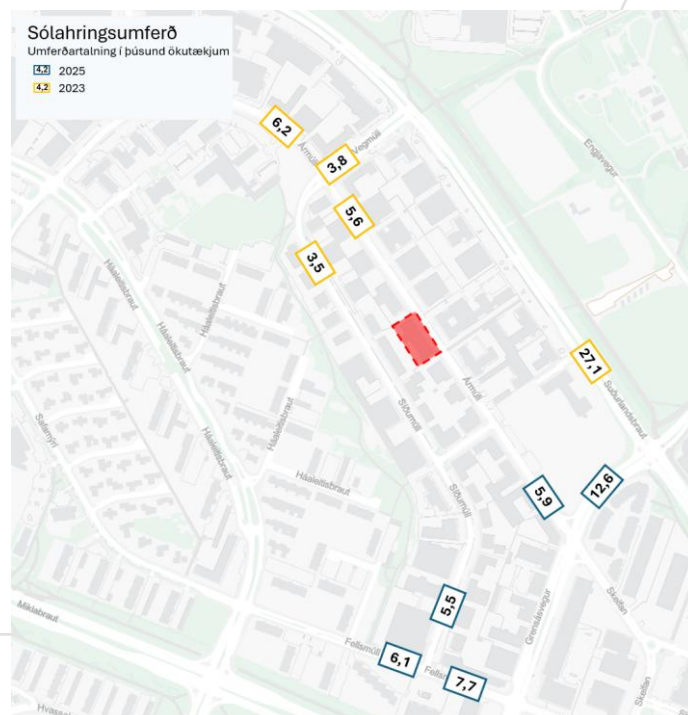 Sólahringsumferð
Umferðartalning í þúsund ökutækjum
4,2 2025
4,2 2023
6,2
Ármúli
3,8
Vegmúli
5,6
3,5
Engjavegur
Háaleitisbraut
Háaleitisbraut
Háaleitisbraut
27,1
Suðurlandsbraut
Ármúli
Síðumúli
Safamýri
Háaleitisbraut
Háaleitisbraut
Háaleitisbraut
Síðumúli
5,9
12,6
Skeifan
Grensásvegur
5,5
Miklabraut
Fellsmúli
6,1
7,7
Skeifan